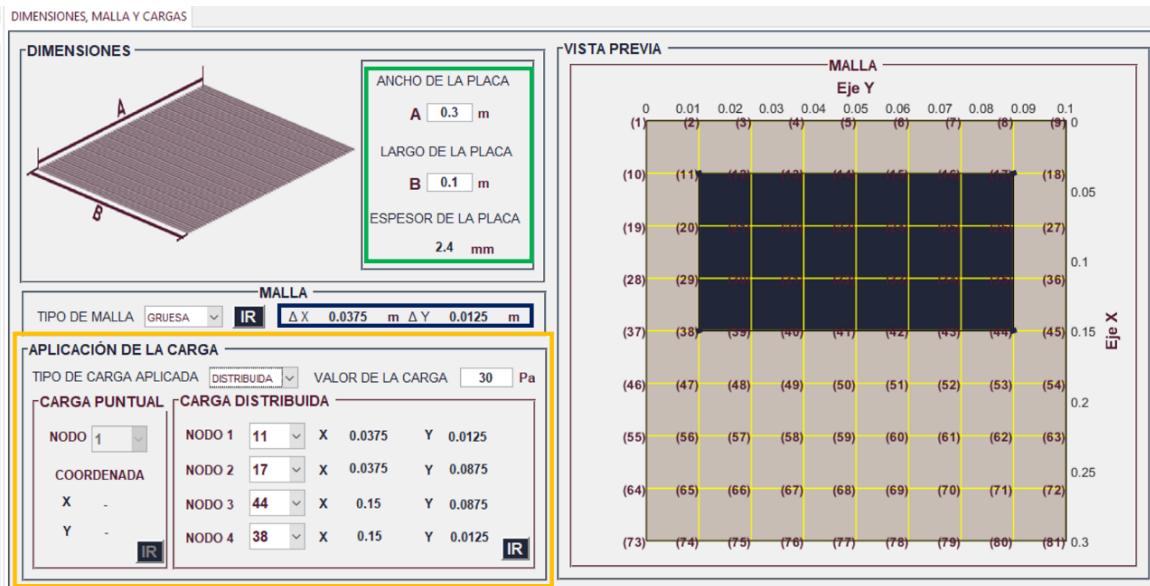 DIMENSIONES, MALLA Y CARGAS
DIMENSIONES
A
B
ANCHO DE LA PLACA
A 0.3 m
LARGO DE LA PLACA
B 0.1 m
ESPESOR DE LA PLACA
2.4 mm
MALLA
TIPO DE MALLA GRUESA IR Δ X 0.0375 m Δ Y 0.0125 m
APLICACIÓN DE LA CARGA
TIPO DE CARGA APLICADA DISTRIBUIDA VALOR DE LA CARGA 30 Pa
CARGA PUNTUAL
NODO 1
COORDENADA
X -
Y -
IR
CARGA DISTRIBUIDA
NODO 1 11 X 0.0375 Y 0.0125
NODO 2 17 X 0.0375 Y 0.0875
NODO 3 44 X 0.15 Y 0.0875
NODO 4 38 X 0.15 Y 0.0125
IR
VISTA PREVIA
MALLA
Eje Y
0 0.01 0.02 0.03 0.04 0.05 0.06 0.07 0.08 0.09 0.1
(1) (2) (3) (4) (5) (6) (7) (8) (9) 0
(10) (11) (18)
0.05
(19) (20) (27)
0.1
(28) (29) (36)
(37) (38) (39) (40) (41) (42) (43) (44) (45) 0.15
Eje X
(46) (47) (48) (49) (50) (51) (52) (53) (54)
0.2
(55) (56) (57) (58) (59) (60) (61) (62) (63)
0.25
(64) (65) (66) (67) (68) (69) (70) (71) (72)
(73) (74) (75) (76) (77) (78) (79) (80) (81) 0.3